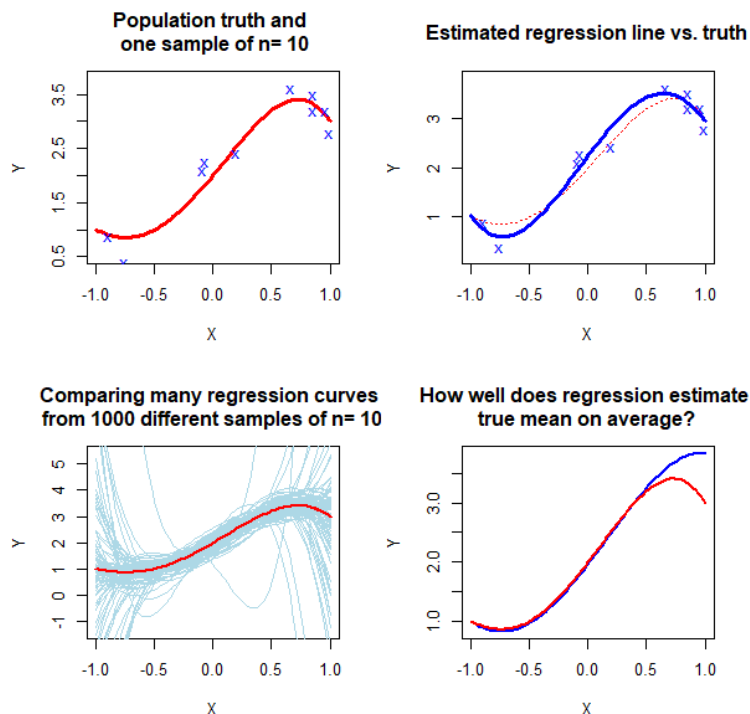 Population truth and
one sample of n= 10
Y
0.5
1.5
2.5
3.5
-1.0 -0.5 0.0 0.5 1.0
X
Estimated regression line vs. truth
Y
1
2
3
-1.0 -0.5 0.0 0.5 1.0
X
Comparing many regression curves
from 1000 different samples of n= 10
Y
-1 0 1 2 3 4 5
-1.0 -0.5 0.0 0.5 1.0
X
How well does regression estimate
true mean on average?
Y
1.0
2.0
3.0
-1.0 -0.5 0.0 0.5 1.0
X